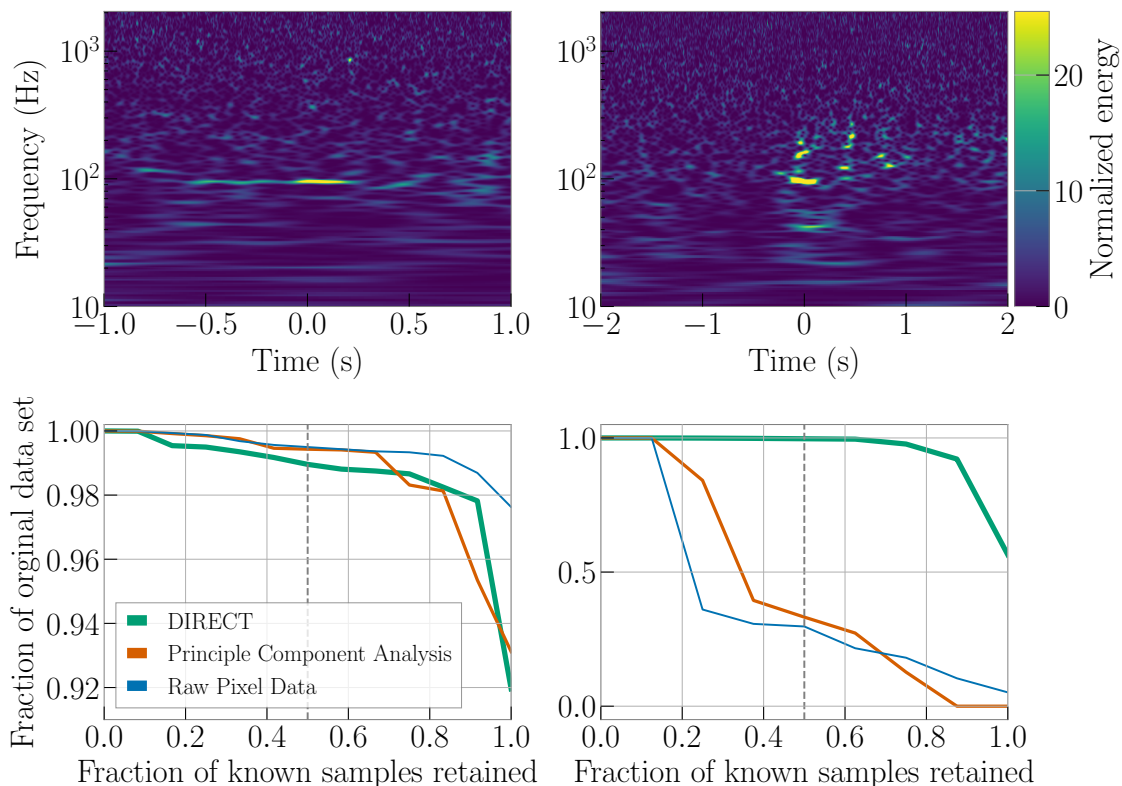 10³
10²
10
Frequency (Hz)
−1.0 −0.5 0.0 0.5 1.0
Time (s)
−2 −1 0 1 2
Time (s)
20
10
0
Normalized energy
Fraction of orginal data set
1.00
0.98
0.96
0.94
0.92
DIRECT
Principle Component Analysis
Raw Pixel Data
0.0 0.2 0.4 0.6 0.8 1.0
Fraction of known samples retained
1.0
0.5
0.0
0.0 0.2 0.4 0.6 0.8 1.0
Fraction of known samples retained
10³
10²
10